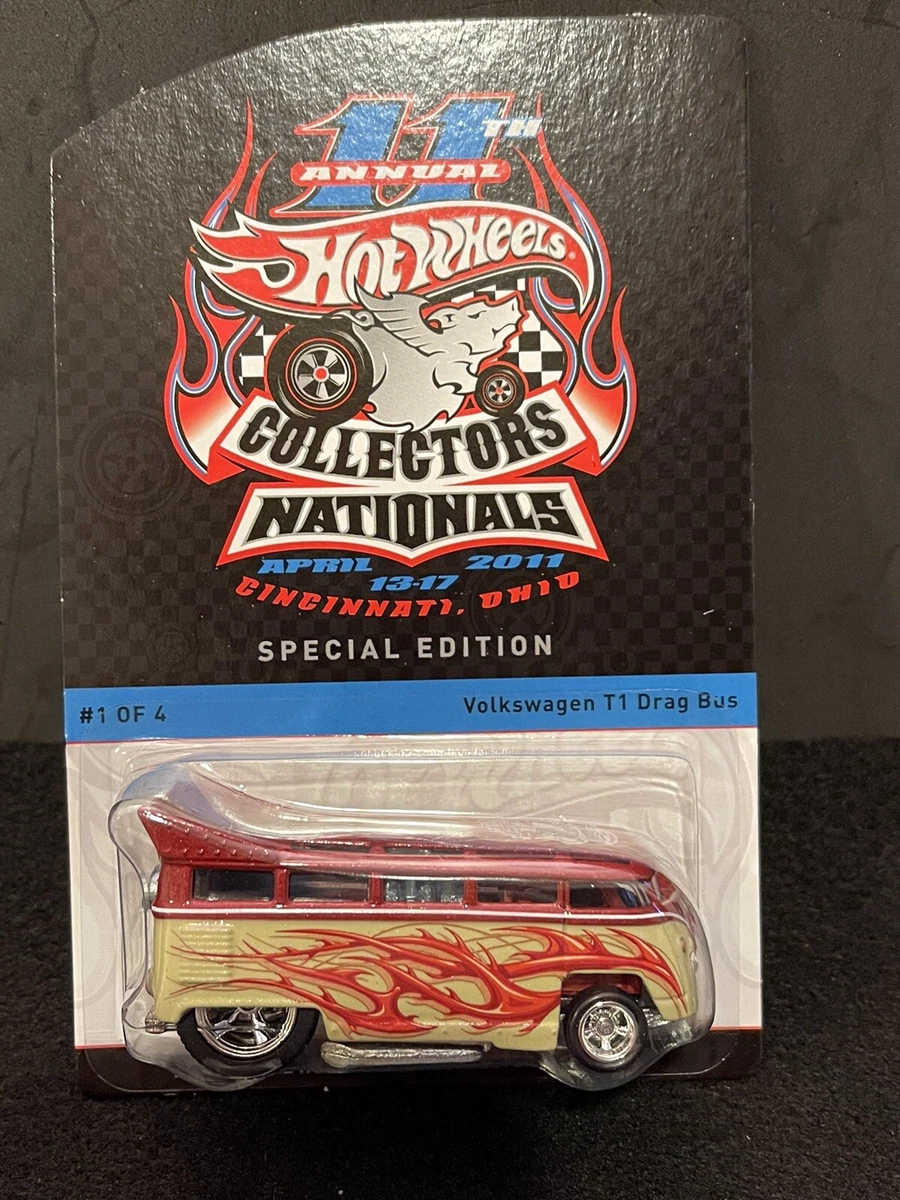 11TH
ANNUAL
Hot Wheels®
COLLECTORS
NATIONALS
APRIL 2011
13-17
CINCINNATI, OHIO
SPECIAL EDITION
#1 OF 4 Volkswagen T1 Drag Bus